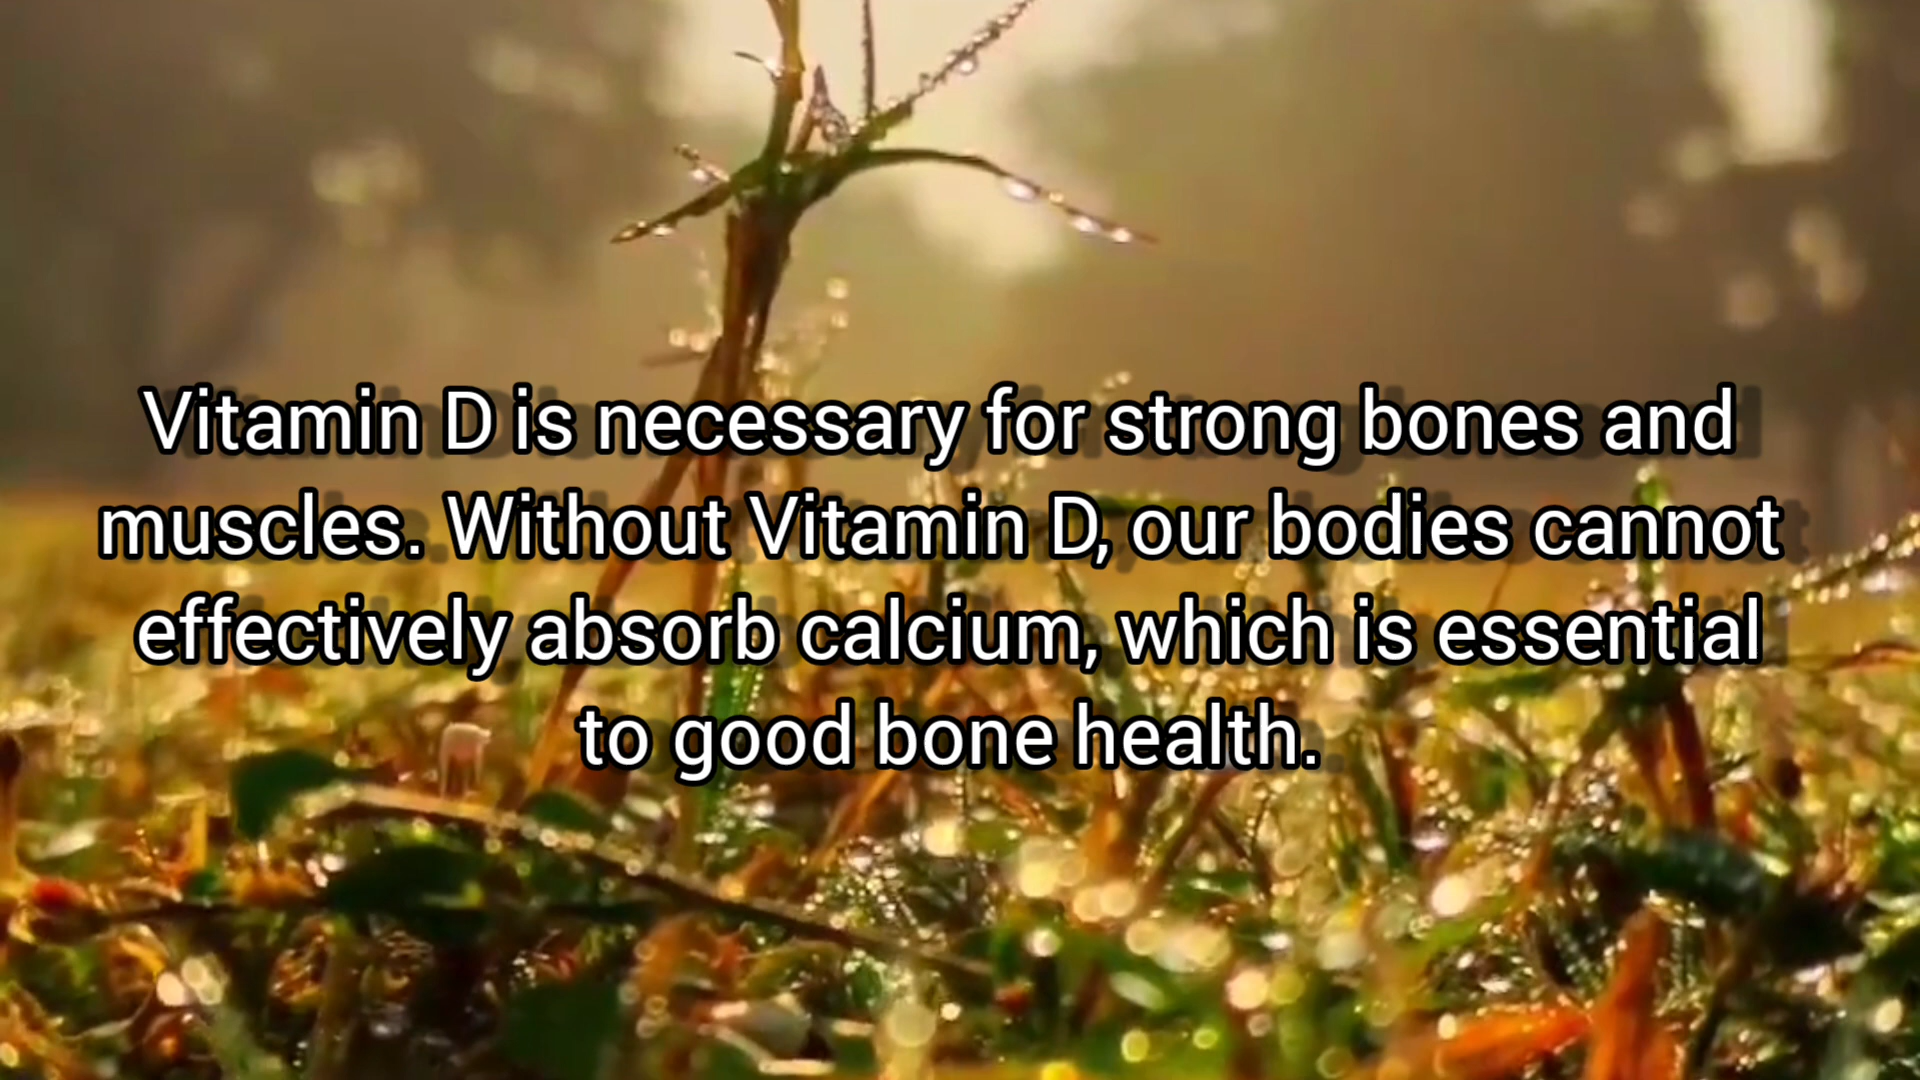 Vitamin D is necessary for strong bones and
muscles. Without Vitamin D, our bodies cannot
effectively absorb calcium, which is essential
to good bone health.